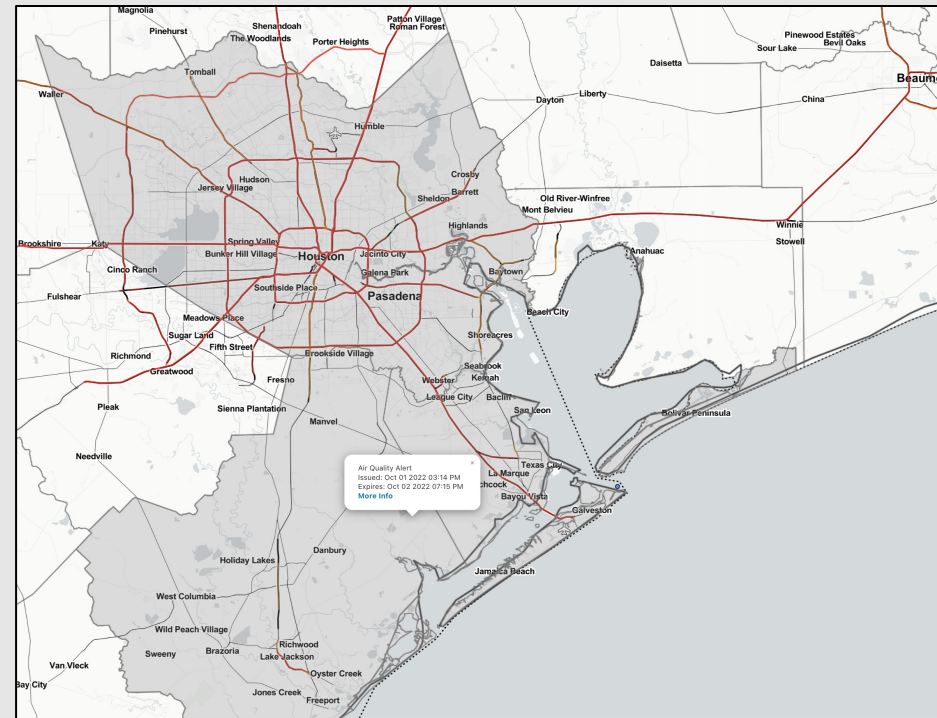 Magnolia
Patton Village
Roman Forest
Shenandoah
Pinehurst
The Woodlands
Porter Heights
Pinewood Estates
Bevil Oaks
Sour Lake
Daisetta
Tomball
Waller
Liberty
Dayton
China
Humble
Crosby
Hudson
Jersey Village
Barrett
Sheldon
Old River-Winfree
Mont Belvieu
Highlands
Winnie
Stowell
Brookshire
Katy
Spring Valley
Bunker Hill Village
Houston
Jacinto City
Anahuac
Cinco Ranch
Galena Park
Baytown
Southside Place
Fulshear
Pasadena
Beach City
Meadows Place
Sugar Land
Shoreacres
Fifth Street
Richmond
Brookside Village
Greatwood
Seabrook
Kemah
Fresno
Webster
League City
Pleak
Sienna Plantation
San Leon
Bolivar Peninsula
Manvel
Needville
Air Quality Alert
×
Issued: Oct 01 2022 03:14 PM
Expires: Oct 02 2022 07:15 PM
More Info
Texas City
La Marque
Bayou Vista
Galveston
Danbury
Holiday Lakes
Jamaica Beach
West Columbia
Wild Peach Village
Richwood
Sweeny
Brazoria
Lake Jackson
Van Vleck
Oyster Creek
Bay City
Jones Creek
Freeport